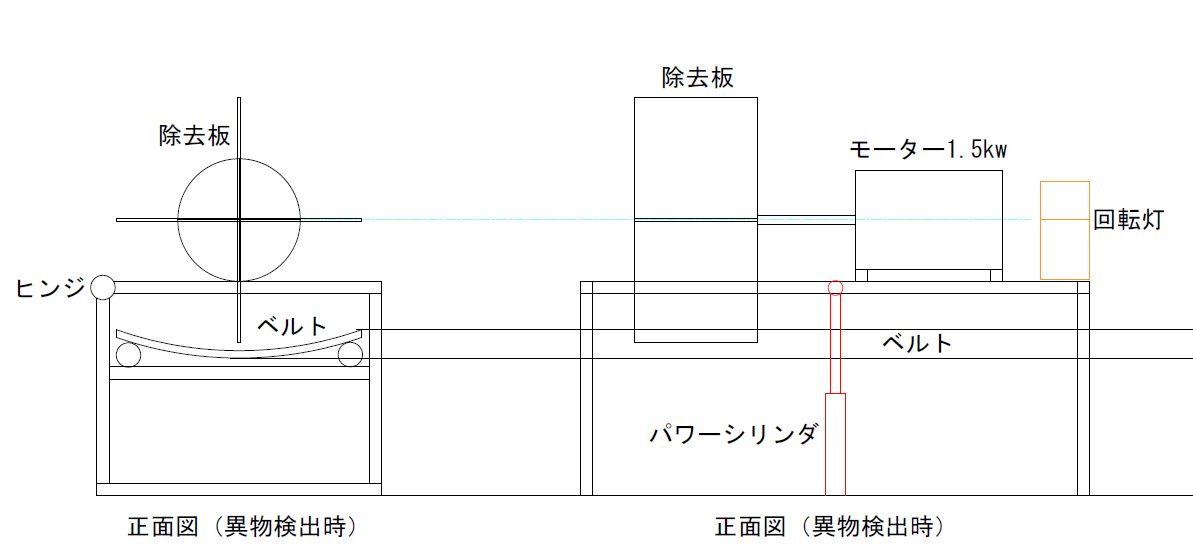 除去板
除去板
モーター1.5kw
回転灯
ヒンジ
ベルト
ベルト
パワーシリンダ
正面図（異物検出時）
正面図（異物検出時）